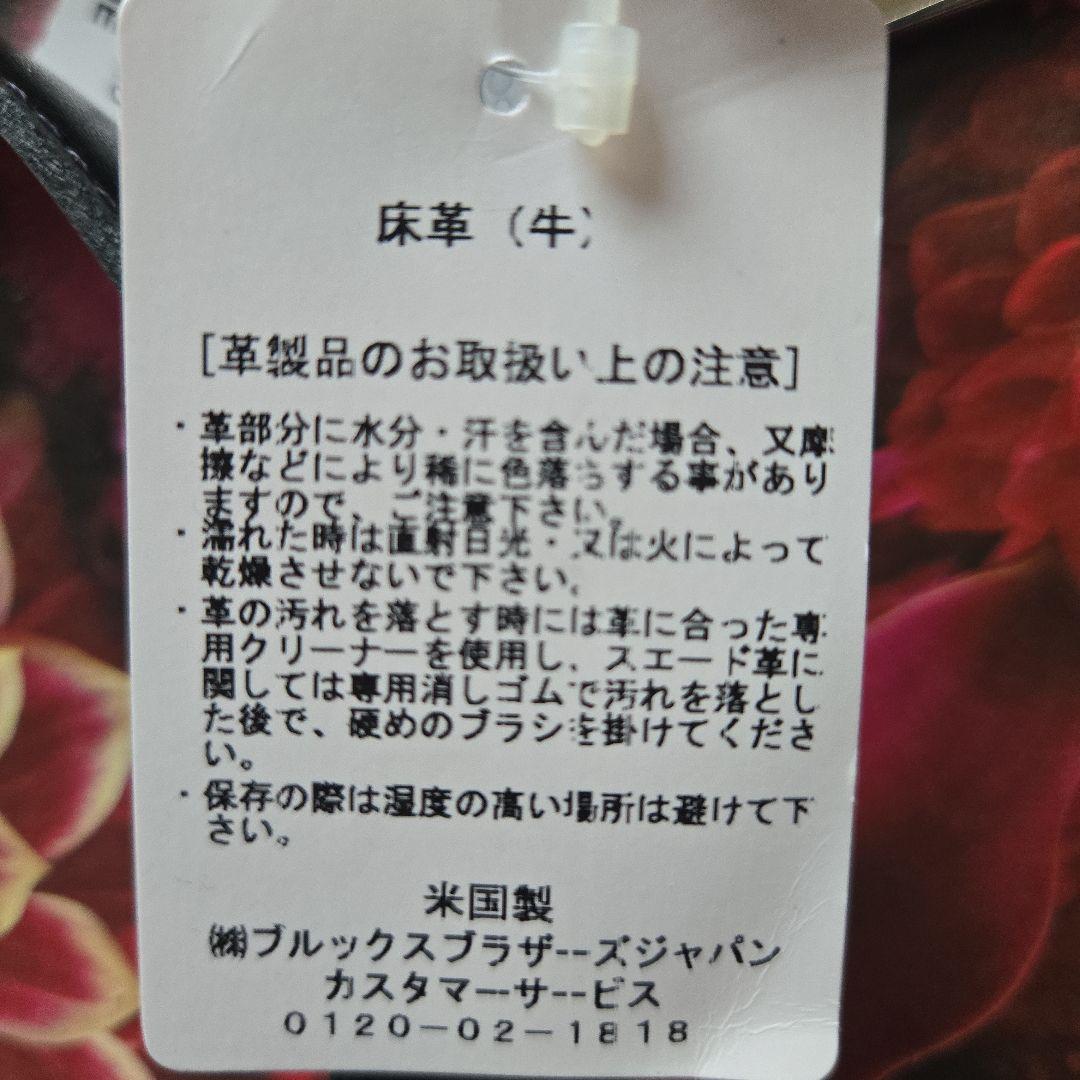 床革（牛）
[革製品のお取扱い上の注意]
・革部分に水分・汗を含んだ場合、又摩
擦などにより稀に色落ちする事があり
ますので、ご注意下さい。
・濡れた時は直射日光・又は火によって
乾燥させないで下さい。
・革の汚れを落とす時には革に合った専
用クリーナーを使用し、スエード革に
関しては専用消しゴムで汚れを落とし
た後で、硬めのブラシを掛けてくださ
い。
・保存の際は湿度の高い場所は避けて下
さい。
米国製
㈱ブルックスブラザーズジャパン
カスタマーサービス
0120-02-1818